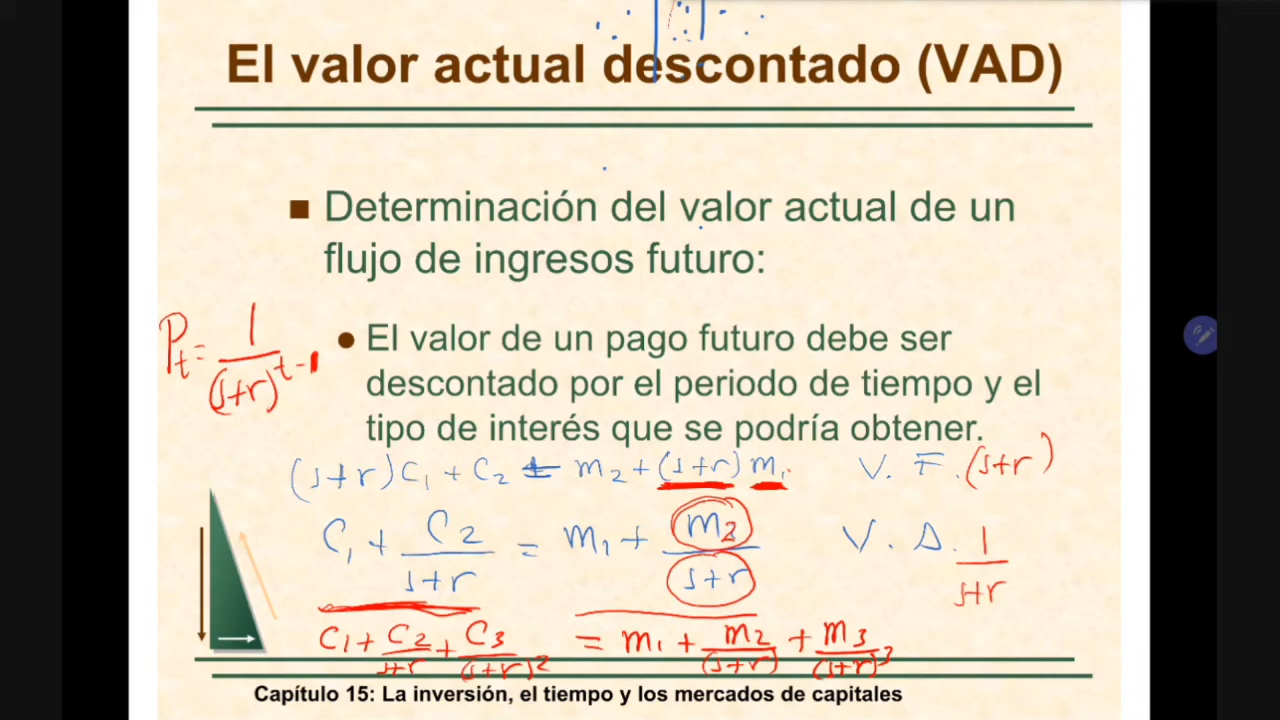 El valor actual descontado (VAD)
■ Determinación del valor actual de un
flujo de ingresos futuro:
P_t = 1/(1+r)^(t-1)
● El valor de un pago futuro debe ser
descontado por el periodo de tiempo y el
tipo de interés que se podría obtener.
(1+r)C₁ + C₂ = m₂ + (1+r) m₁ V. F. (1+r)
C₁ + C₂/(1+r) = m₁ + m₂/(1+r) V. A. 1/(1+r)
C₁ + C₂/(1+r) + C₃/(1+r)² = m₁ + m₂/(1+r) + m₃/(1+r)³
Capítulo 15: La inversión, el tiempo y los mercados de capitales